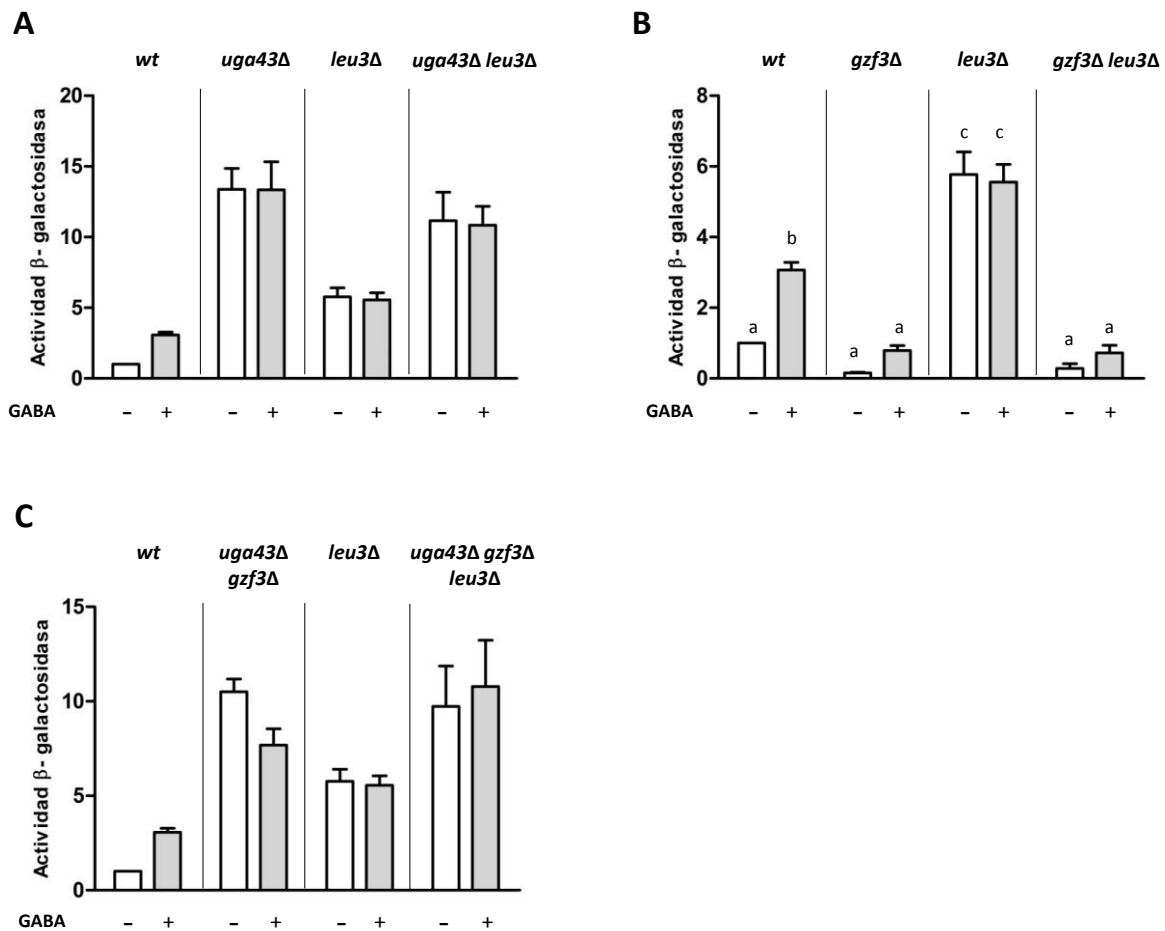 A
wt uga43Δ leu3Δ uga43Δ leu3Δ
Actividad β- galactosidasa
20
15
10
5
0
GABA – + – + – + – +
B
wt gzf3Δ leu3Δ gzf3Δ leu3Δ
Actividad β- galactosidasa
8
6
4
2
0
a b a a c c a a
GABA – + – + – + – +
C
wt uga43Δ leu3Δ uga43Δ gzf3Δ
gzf3Δ leu3Δ
Actividad β- galactosidasa
15
10
5
0
GABA – + – + – + – +